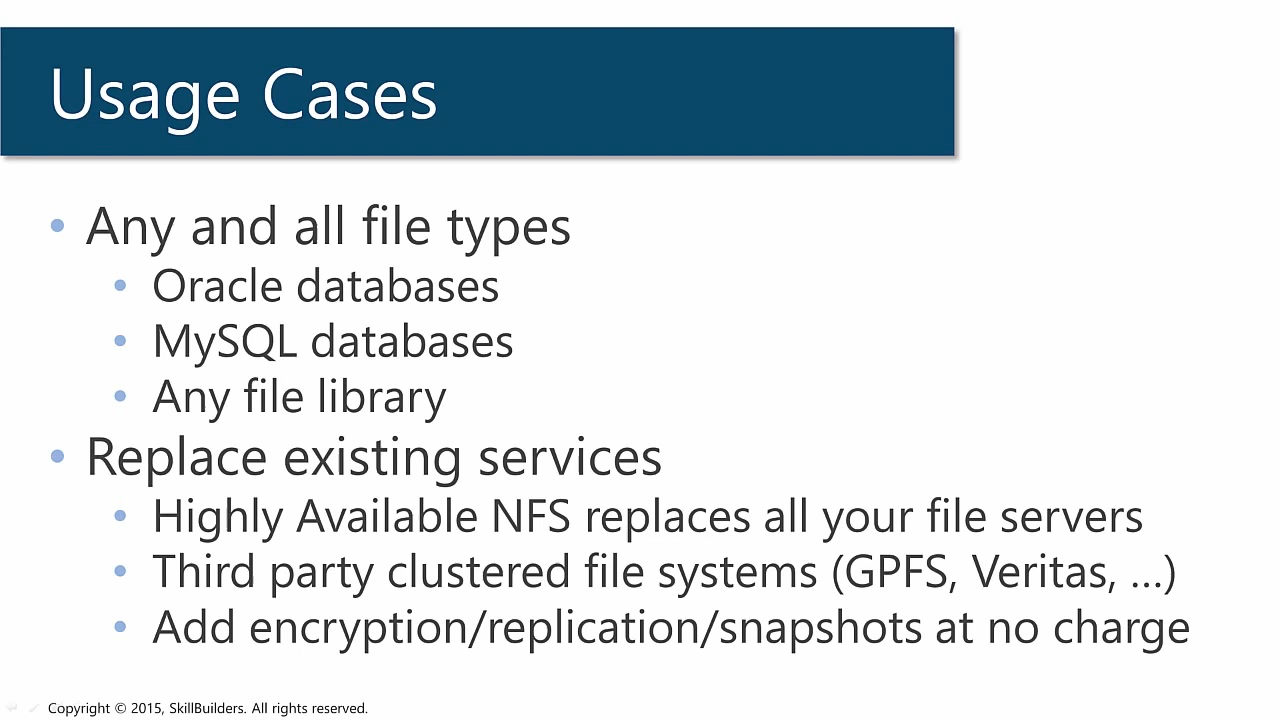 Usage Cases
• Any and all file types
• Oracle databases
• MySQL databases
• Any file library
• Replace existing services
• Highly Available NFS replaces all your file servers
• Third party clustered file systems (GPFS, Veritas, ...)
• Add encryption/replication/snapshots at no charge
Copyright © 2015, SkillBuilders. All rights reserved.